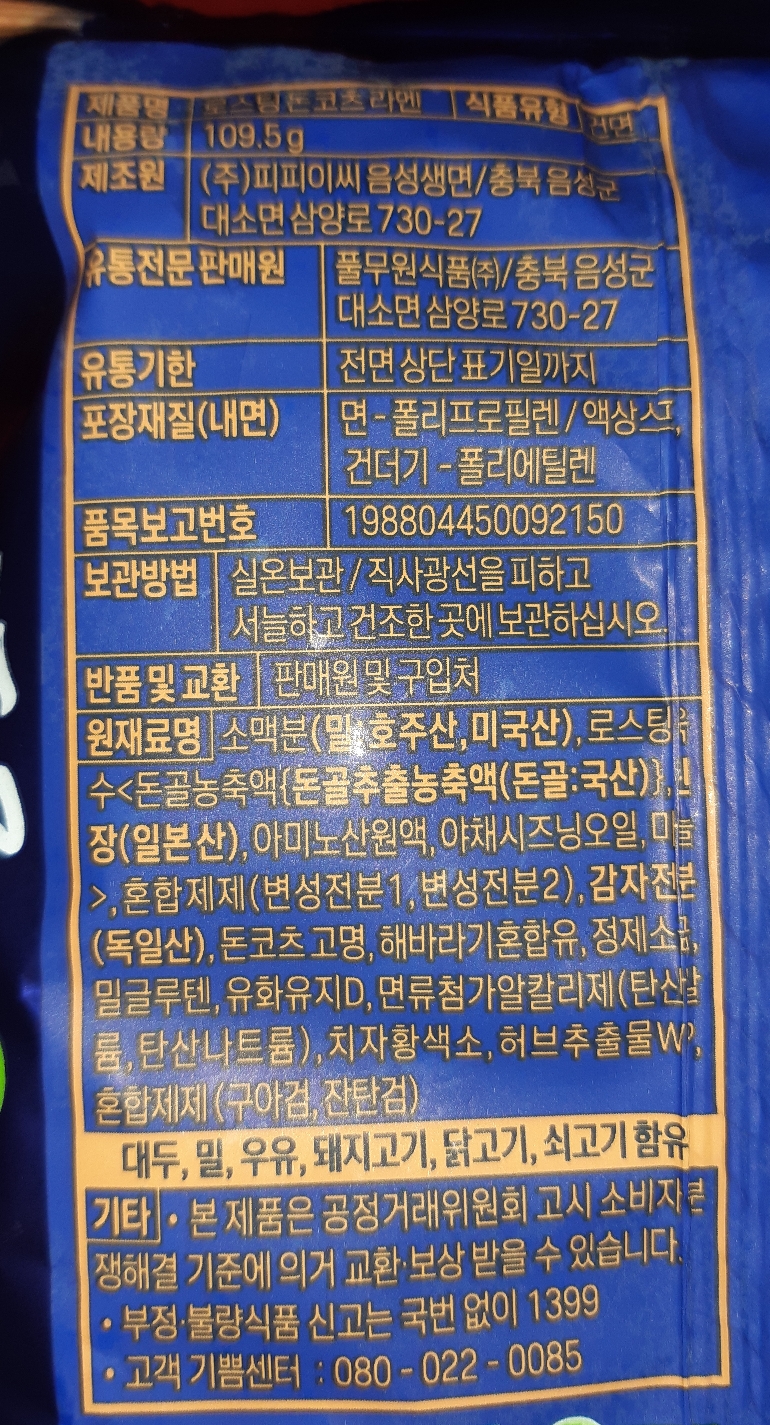 제품명 로스팅돈코츠라멘 식품유형 건면
내용량 109.5g
제조원 (주)피피이씨 음성생면/충북 음성군
대소면 삼양로 730-27
유통전문 판매원 풀무원식품(주)/충북 음성군
대소면 삼양로 730-27
유통기한 전면 상단 표기일까지
포장재질(내면) 면-폴리프로필렌/액상스프,
건더기 -폴리에틸렌
품목보고번호 198804450092150
보관방법 실온보관/직사광선을 피하고
서늘하고 건조한 곳에 보관하십시오.
반품 및 교환 판매원 및 구입처
원재료명 소맥분(밀:호주산,미국산), 로스팅육
수<돈골농축액{돈골추출농축액(돈골:국산)},진
장(일본산), 아미노산원액, 야채시즈닝오일, 마늘
>, 혼합제제(변성전분1, 변성전분2), 감자전분
(독일산), 돈코츠 고명, 해바라기혼합유, 정제소금,
밀글루텐, 유화유지D, 면류첨가알칼리제(탄산칼
륨, 탄산나트륨), 치자황색소, 허브추출물WP,
혼합제제 (구아검, 잔탄검)
대두, 밀, 우유, 돼지고기, 닭고기, 쇠고기 함유
기타 • 본 제품은 공정거래위원회 고시 소비자분
쟁해결 기준에 의거 교환·보상 받을 수 있습니다.
• 부정·불량식품 신고는 국번 없이 1399
• 고객 기쁨센터 : 080 - 022 - 0085